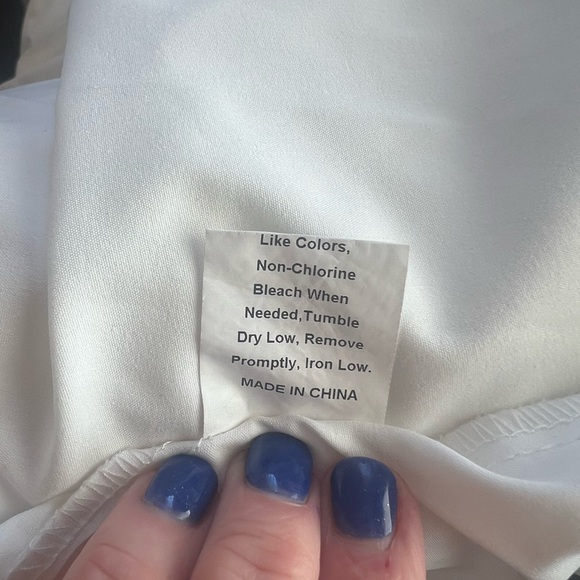 Like Colors,
Non-Chlorine
Bleach When
Needed,Tumble
Dry Low, Remove
Promptly, Iron Low.
MADE IN CHINA